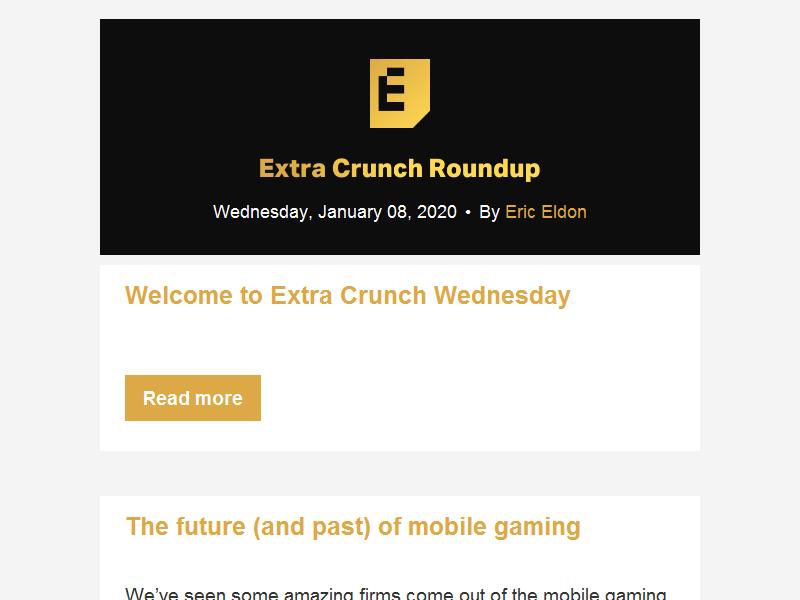 E
Extra Crunch Roundup
Wednesday, January 08, 2020 • By Eric Eldon
Welcome to Extra Crunch Wednesday
Read more
The future (and past) of mobile gaming
We've seen some amazing firms come out of the mobile gaming